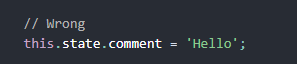 // Wrong
this.state.comment = 'Hello';